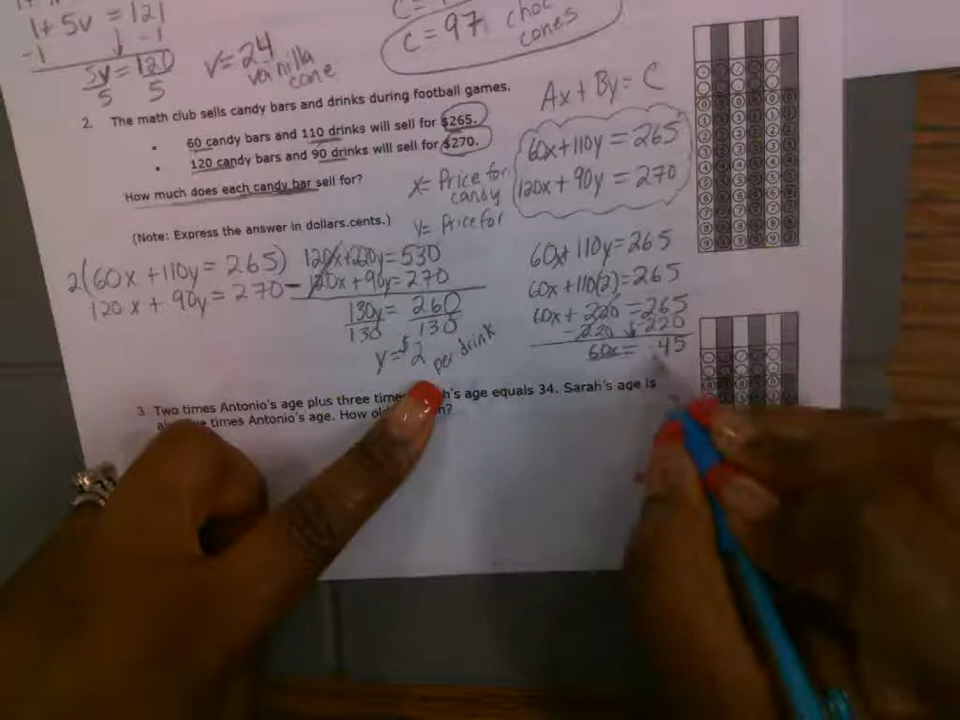 1 + 5v = 121
-1 -1
5v = 120
5 5
v = 24
vanilla
cone
c = 97 choc
cones
2. The math club sells candy bars and drinks during football games.
• 60 candy bars and 110 drinks will sell for $265.
• 120 candy bars and 90 drinks will sell for $270.
How much does each candy bar sell for?
(Note: Express the answer in dollars.cents.)
Ax + By = C
60x + 110y = 265
120x + 90y = 270
x = Price for
candy
y = Price for
2(60x + 110y = 265)
120x + 90y = 270
120x + 220y = 530
- 120x + 90y = 270
130y = 260
130 130
y = $2 per drink
60x + 110y = 265
60x + 110(2) = 265
60x + 220 = 265
- 220 -220
60x = 45
3. Two times Antonio's age plus three times 's age equals 34. Sarah's age is
times Antonio's age. How